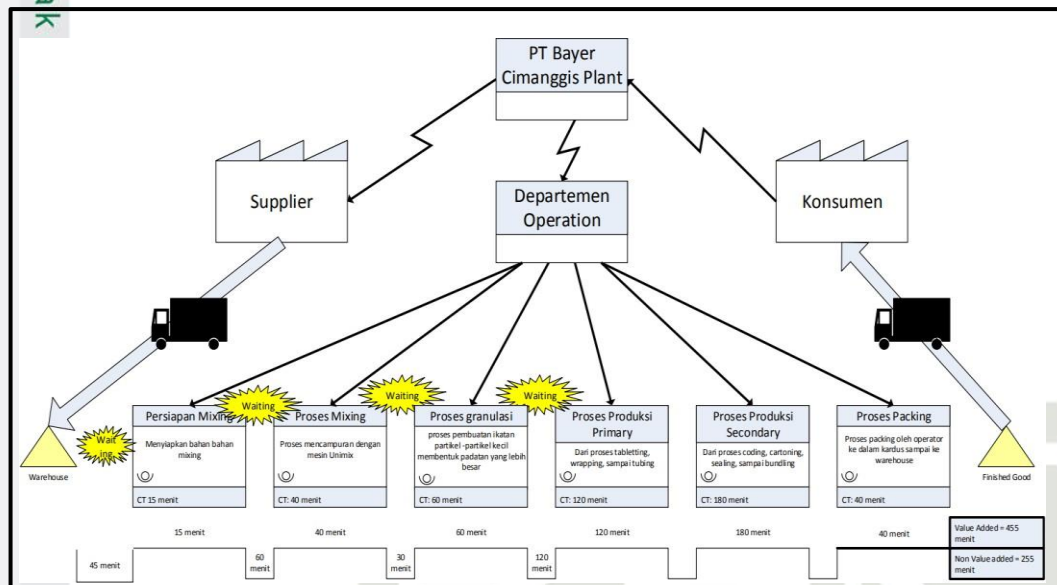 ak
PT Bayer
Cimanggis Plant
Supplier
Departemen
Operation
Konsumen
Waiting
Waiting
Waiting
Wait
ing
Warehouse
Persiapan Mixing
Menyiapkan bahan bahan
mixing
CT 15 menit
Proses Mixing
Proses mencampuran dengan
mesin Unimix
CT: 40 menit
Proses granulasi
proses pembuatan ikatan
partikel -partikel kecil
membentuk padatan yang lebih
besar
CT: 60 menit
Proses Produksi
Primary
Dari proses tabletting,
wrapping, sampai tubing
CT: 120 menit
Proses Produksi
Secondary
Dari proses coding, cartoning,
sealing, sampai bundling
CT: 180 menit
Proses Packing
Proses packing oleh operator
ke dalam kardus sampai ke
warehouse
CT: 40 menit
Finished Good
15 menit
40 menit
60 menit
120 menit
180 menit
40 menit
45 menit
60
menit
30
menit
120
menit
Value Added = 455
menit
Non Value added = 255
menit